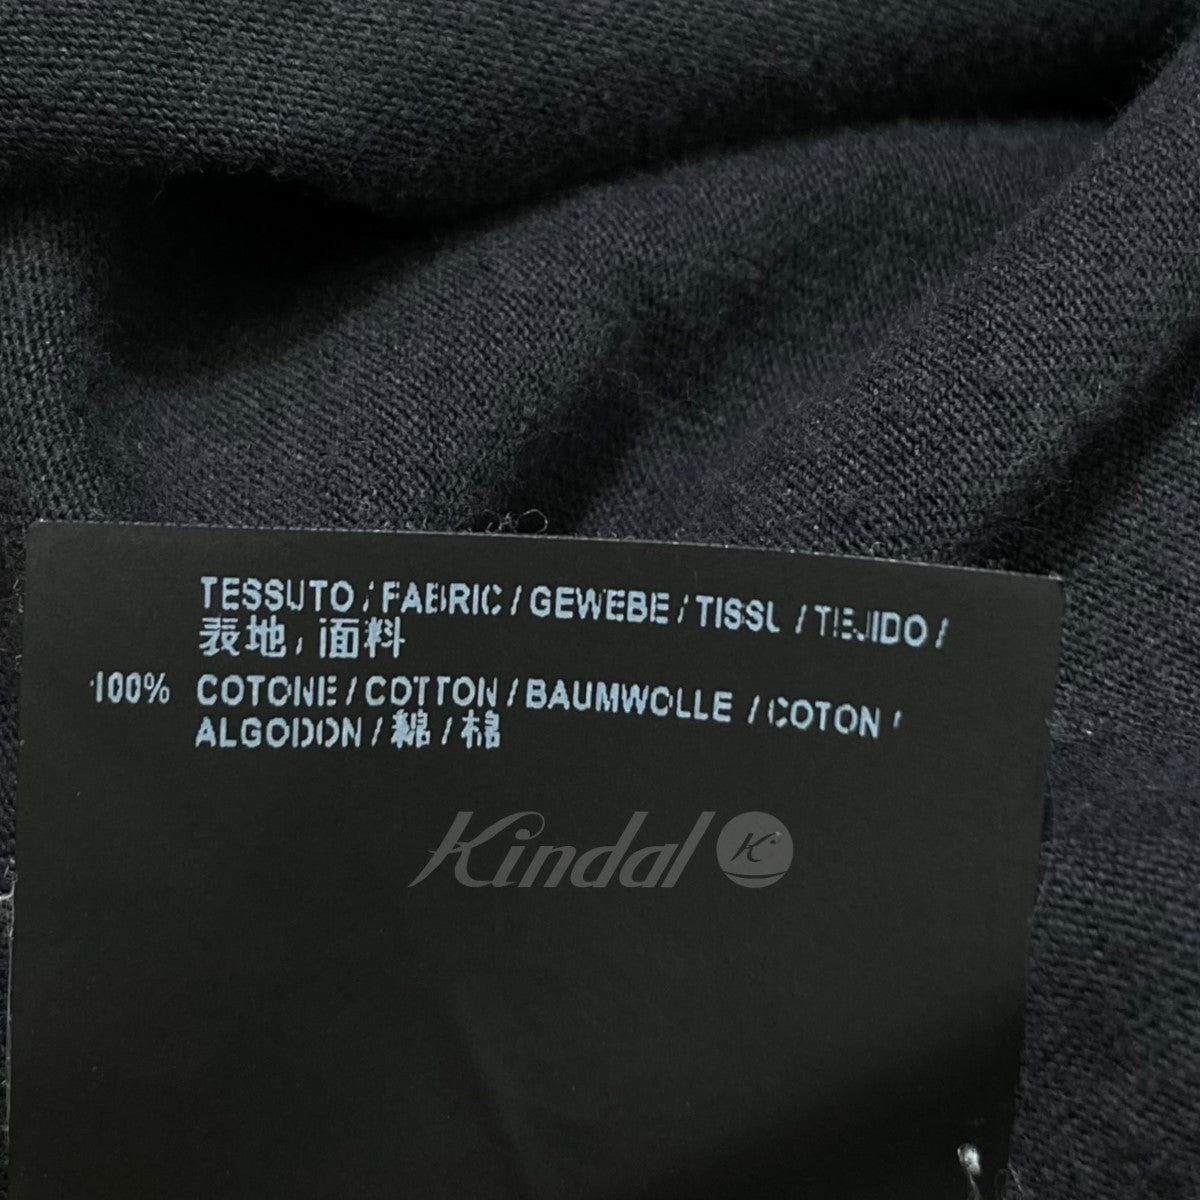 TESSUTO / FABRIC / GEWEBE / TISSU / TEJIDO /
表地 / 面料
100% COTONE / COTTON / BAUMWOLLE / COTON /
ALGODON / 綿 / 棉
Kindal K